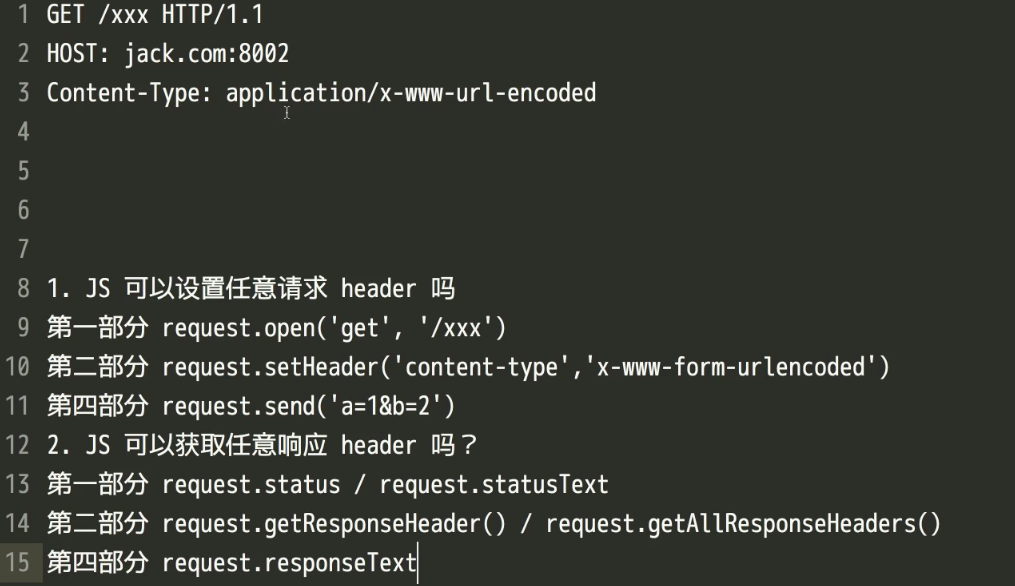 1 GET /xxx HTTP/1.1
2 HOST: jack.com:8002
3 Content-Type: application/x-www-url-encoded
4
5
6
7
8 1. JS 可以设置任意请求 header 吗
9 第一部分 request.open('get', '/xxx')
10 第二部分 request.setHeader('content-type','x-www-form-urlencoded')
11 第四部分 request.send('a=1&b=2')
12 2. JS 可以获取任意响应 header 吗？
13 第一部分 request.status / request.statusText
14 第二部分 request.getResponseHeader() / request.getAllResponseHeaders()
15 第四部分 request.responseText